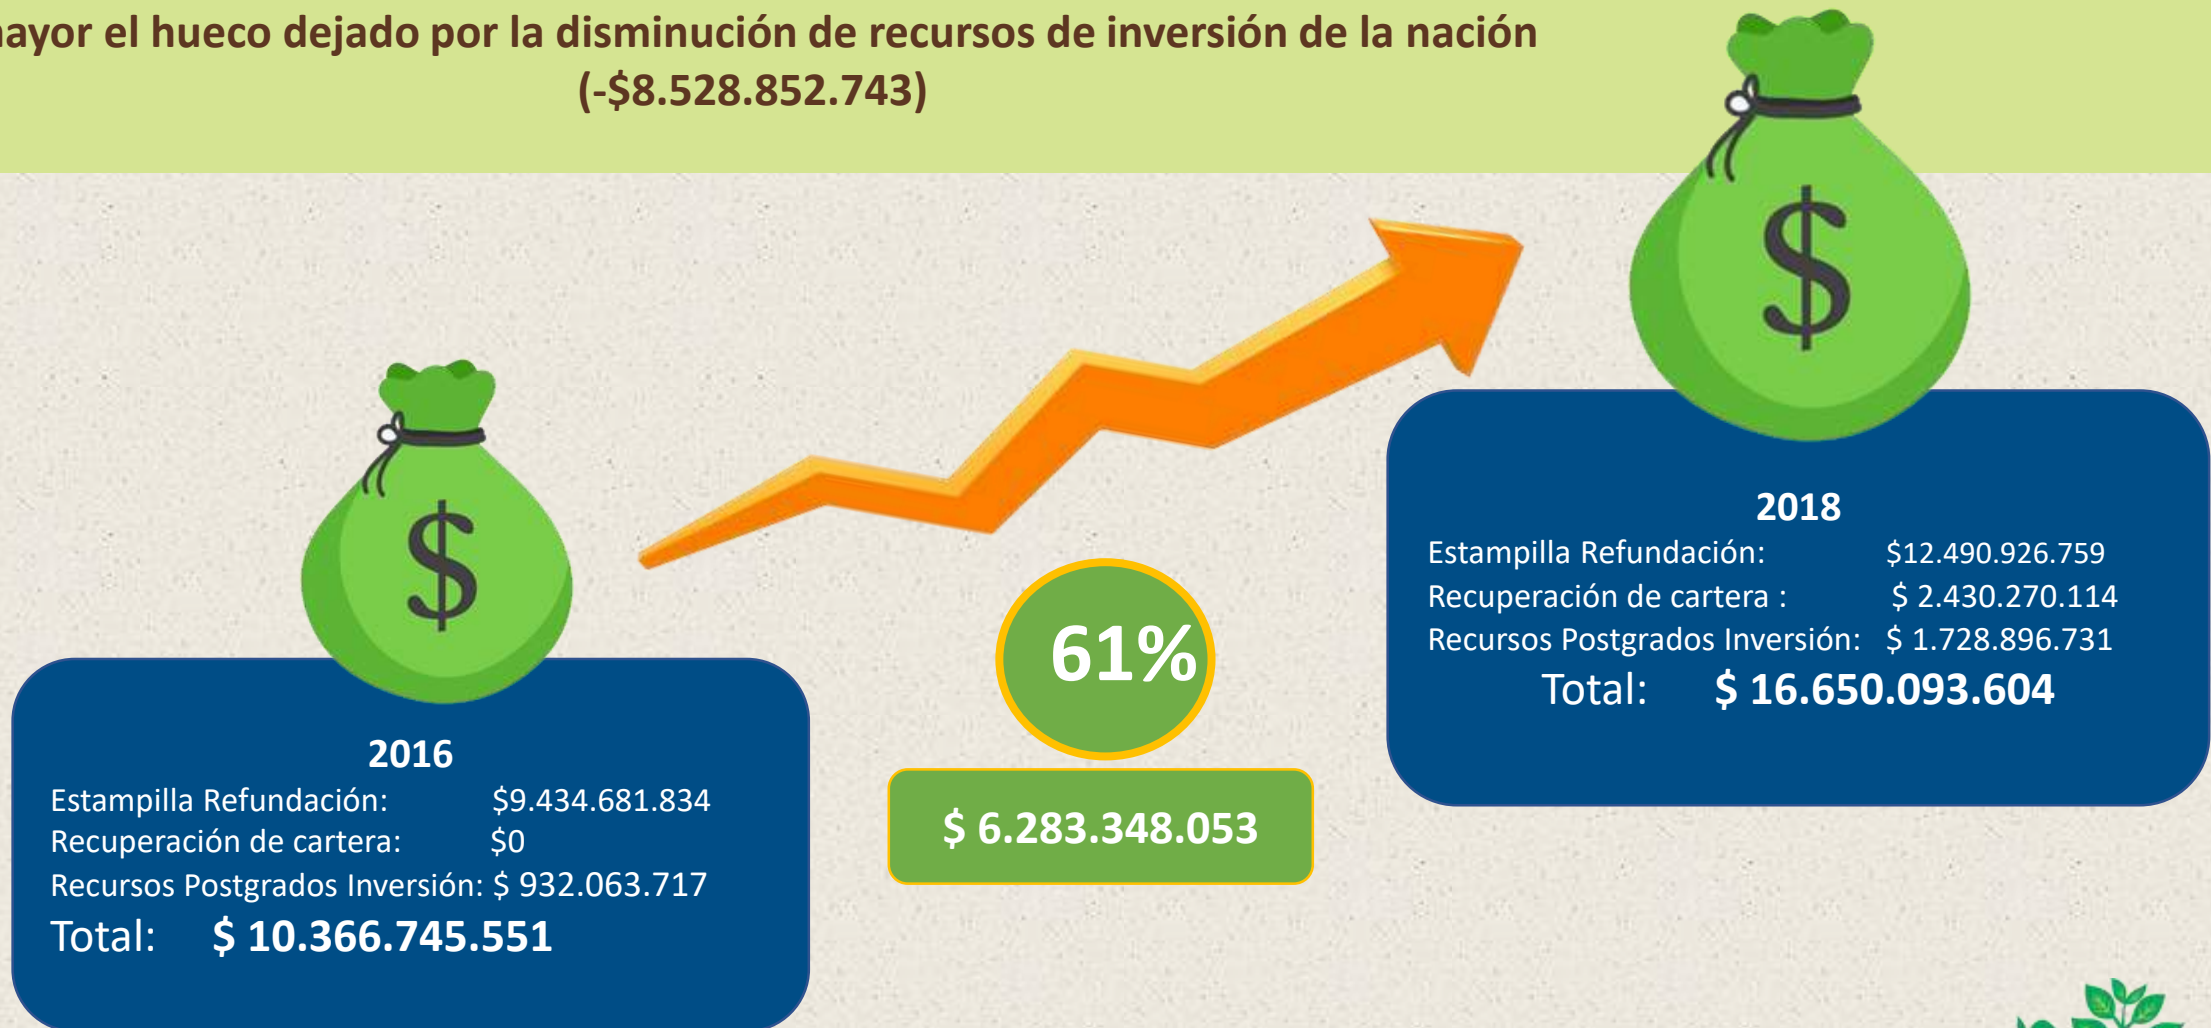 mayor el hueco dejado por la disminución de recursos de inversión de la nación
(-$8.528.852.743)
$
$
2018
Estampilla Refundación: $12.490.926.759
Recuperación de cartera : $ 2.430.270.114
Recursos Postgrados Inversión: $ 1.728.896.731
Total: $ 16.650.093.604
61%
$ 6.283.348.053
2016
Estampilla Refundación: $9.434.681.834
Recuperación de cartera: $0
Recursos Postgrados Inversión: $ 932.063.717
Total: $ 10.366.745.551